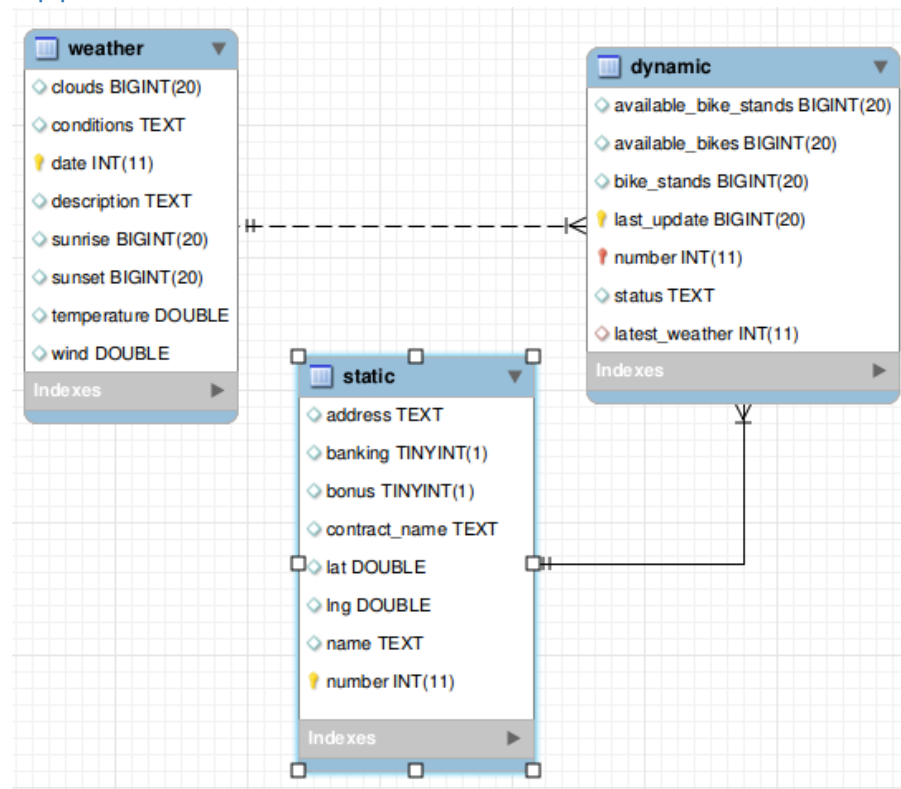 weather
clouds BIGINT(20)
conditions TEXT
date INT(11)
description TEXT
sunrise BIGINT(20)
sunset BIGINT(20)
temperature DOUBLE
wind DOUBLE
Indexes
dynamic
available_bike_stands BIGINT(20)
available_bikes BIGINT(20)
bike_stands BIGINT(20)
last_update BIGINT(20)
number INT(11)
status TEXT
latest_weather INT(11)
Indexes
static
address TEXT
banking TINYINT(1)
bonus TINYINT(1)
contract_name TEXT
lat DOUBLE
lng DOUBLE
name TEXT
number INT(11)
Indexes